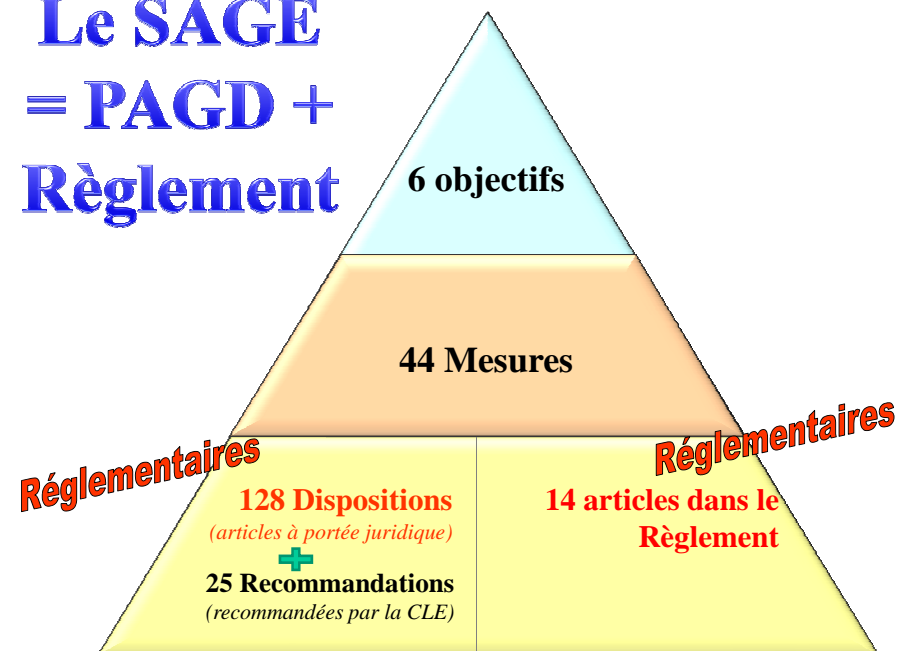 Le SAGE
= PAGD +
Règlement
6 objectifs
44 Mesures
Réglementaires
Réglementaires
128 Dispositions
(articles à portée juridique)
25 Recommandations
(recommandées par la CLE)
14 articles dans le
Règlement